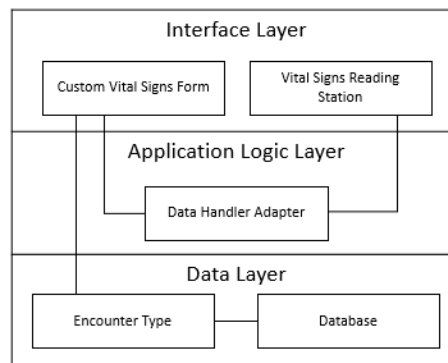 Interface Layer
Custom Vital Signs Form
Vital Signs Reading
Station
Application Logic Layer
Data Handler Adapter
Data Layer
Encounter Type
Database